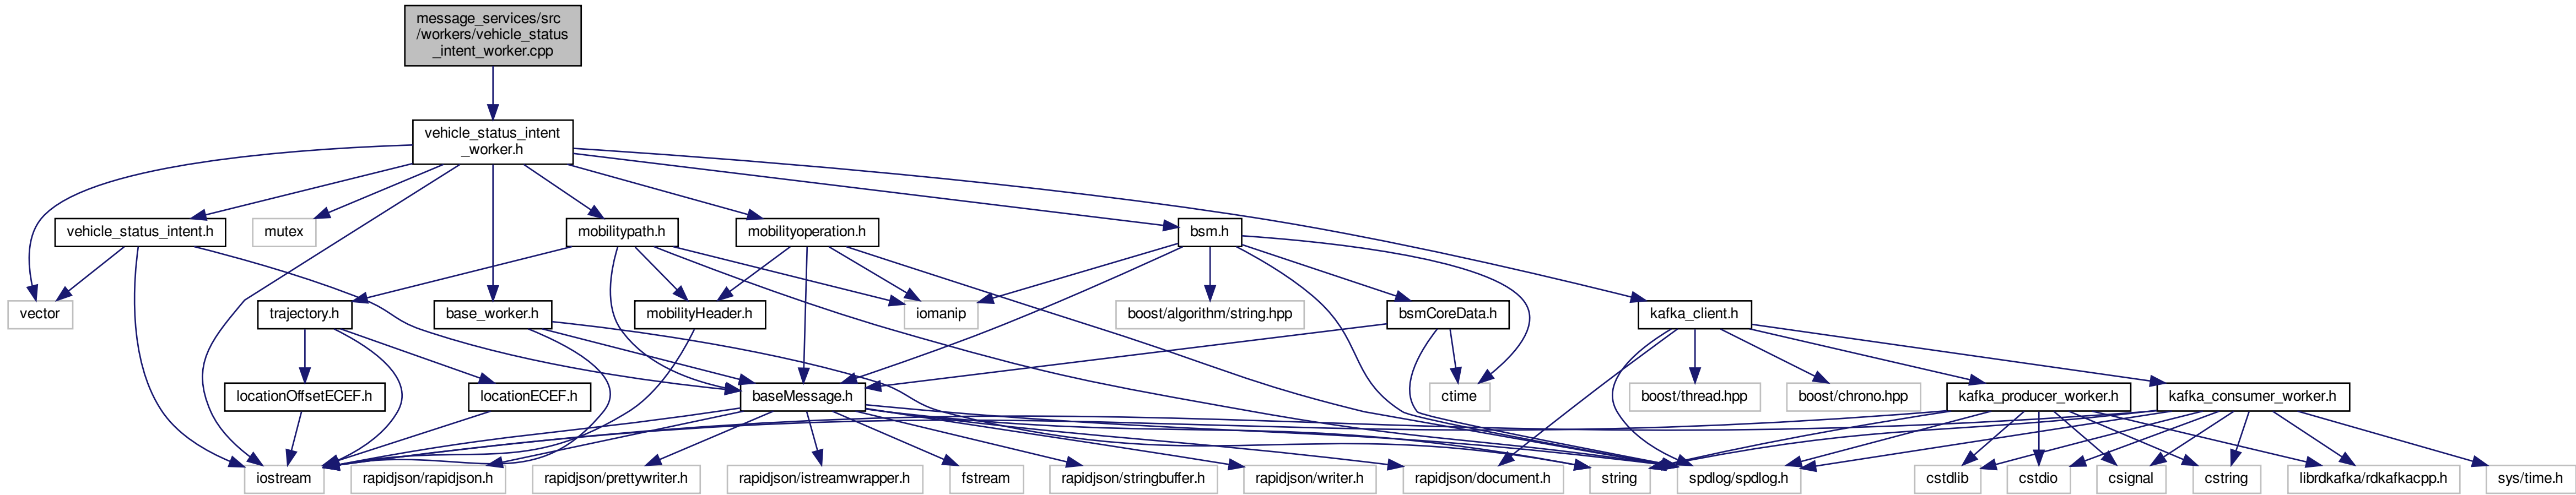 message_services/src
/workers/vehicle_status
_intent_worker.cpp
vehicle_status_intent
_worker.h
vehicle_status_intent.h
mutex
mobilitypath.h
mobilityoperation.h
bsm.h
vector
trajectory.h
base_worker.h
mobilityHeader.h
iomanip
boost/algorithm/string.hpp
bsmCoreData.h
kafka_client.h
locationOffsetECEF.h
locationECEF.h
baseMessage.h
ctime
boost/thread.hpp
boost/chrono.hpp
kafka_producer_worker.h
kafka_consumer_worker.h
iostream
rapidjson/rapidjson.h
rapidjson/prettywriter.h
rapidjson/istreamwrapper.h
fstream
rapidjson/stringbuffer.h
rapidjson/writer.h
rapidjson/document.h
string
spdlog/spdlog.h
cstdlib
cstdio
csignal
cstring
librdkafka/rdkafkacpp.h
sys/time.h